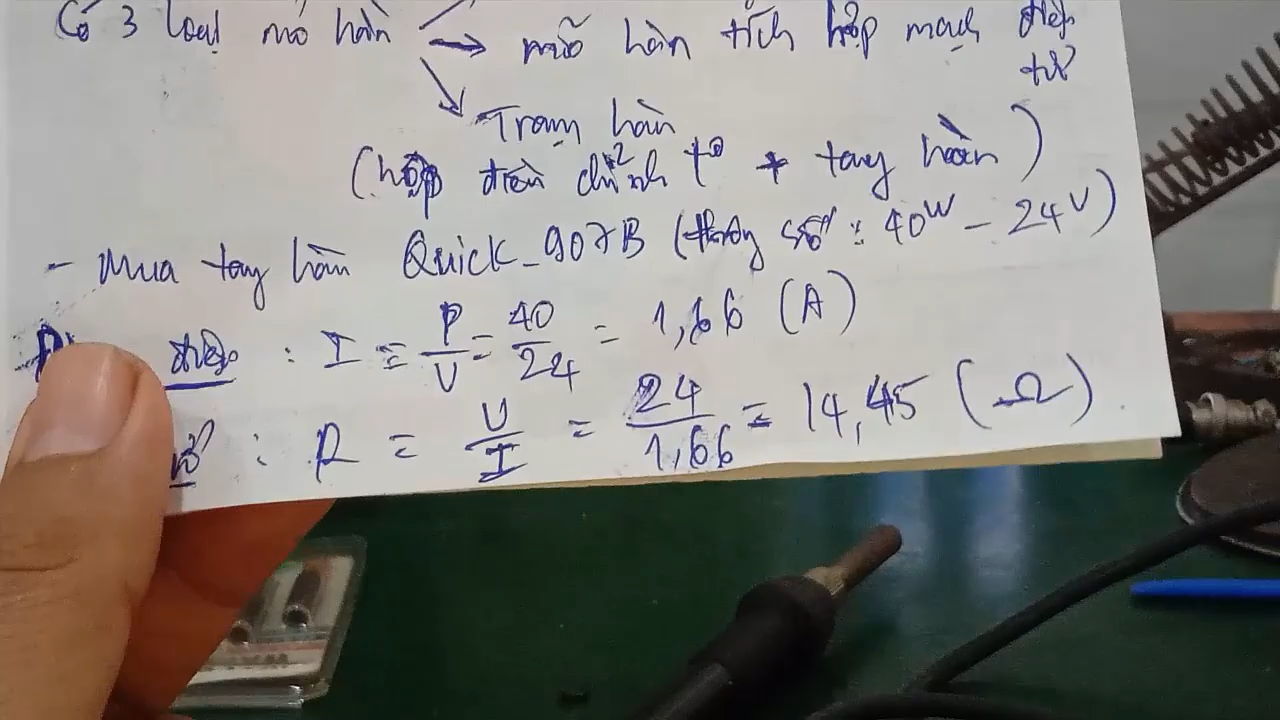 Có 3 loại mỏ hàn
→ mỏ hàn tích hợp mạch điện tử
Trạm hàn
(hộp điều chỉnh t° + tay hàn)
- Mua tay hàn Quick_907B (thông số: 40W - 24V)
điện : I = P/U = 40/24 = 1,66 (A)
: R = U/I = 24/1,66 = 14,45 (Ω)